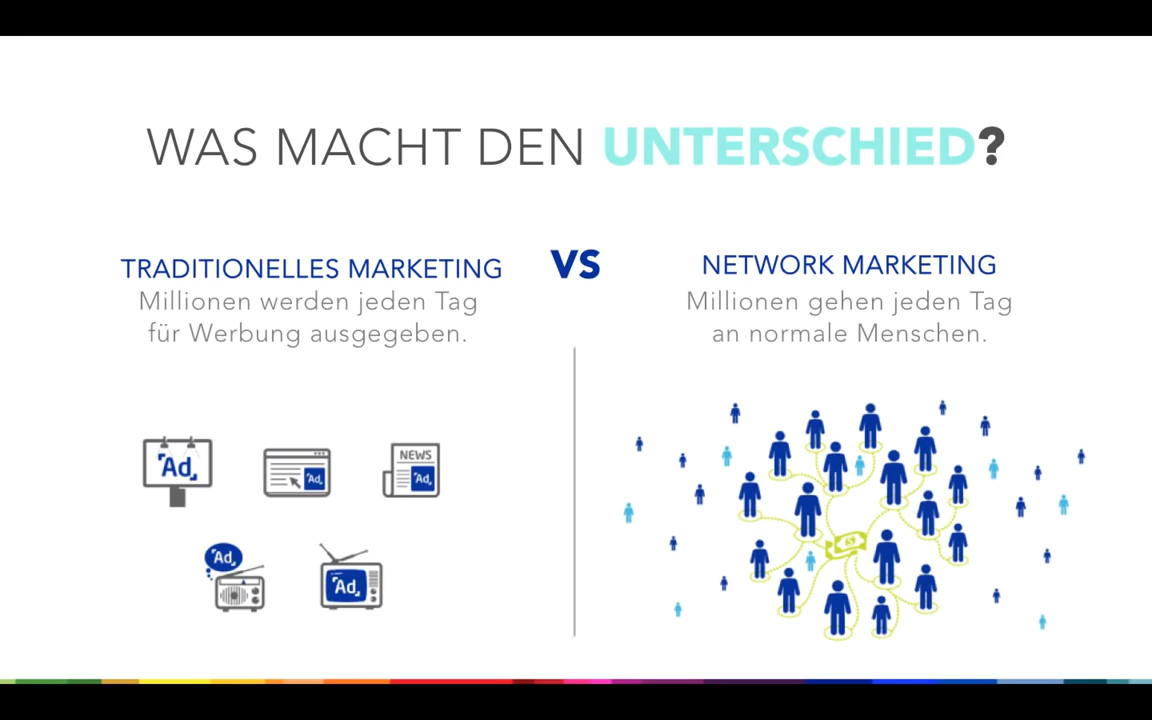 WAS MACHT DEN UNTERSCHIED?
TRADITIONELLES MARKETING
Millionen werden jeden Tag
für Werbung ausgegeben.
VS
NETWORK MARKETING
Millionen gehen jeden Tag
an normale Menschen.
Ad
Ad
NEWS
Ad
Ad
Ad
$